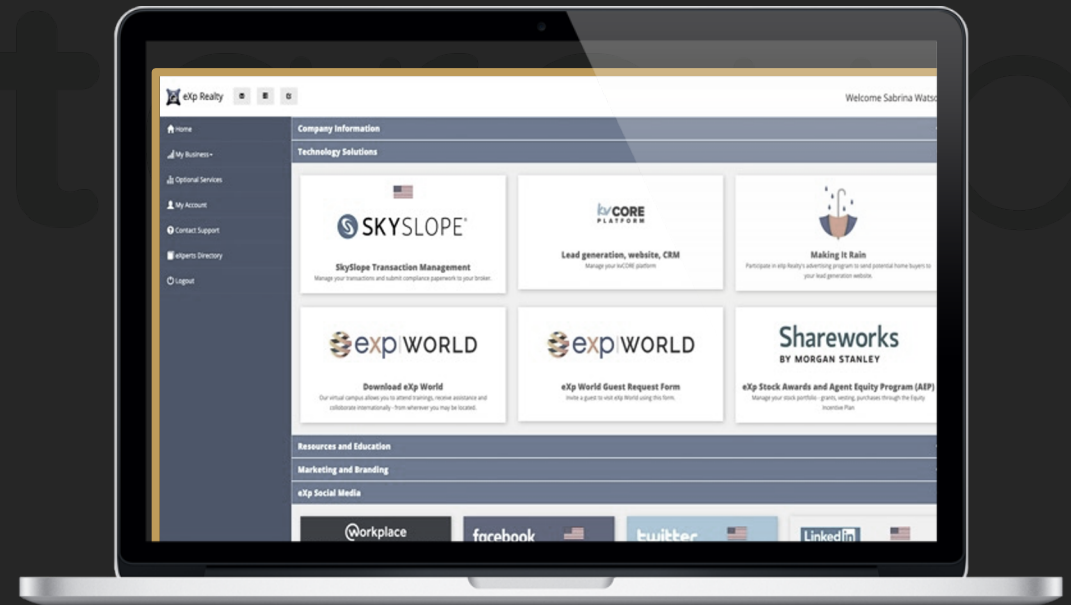 eXp Realty
Welcome Sabrina Watso
Home
My Business
Optional Services
My Account
Contact Support
eXperts Directory
Logout
Company Information
Technology Solutions
SKYSLOPE®
SkySlope Transaction Management
Manage your transactions and submit compliance paperwork to your broker.
kvCORE
PLATFORM
Lead generation, website, CRM
Manage your kvCORE platform
Making It Rain
Participate in eXp Realty's advertising program to send potential home buyers to
your lead generation website.
exp WORLD
Download eXp World
Our virtual campus allows you to attend trainings, receive assistance and
collaborate internationally - from wherever you may be located.
exp WORLD
eXp World Guest Request Form
Invite a guest to visit eXp World using this form.
Shareworks
BY MORGAN STANLEY
eXp Stock Awards and Agent Equity Program (AEP)
Manage your stock portfolio - grants, vesting, purchases through the Equity
Incentive Plan.
Resources and Education
Marketing and Branding
eXp Social Media
workplace
facebook
twitter
Linked in